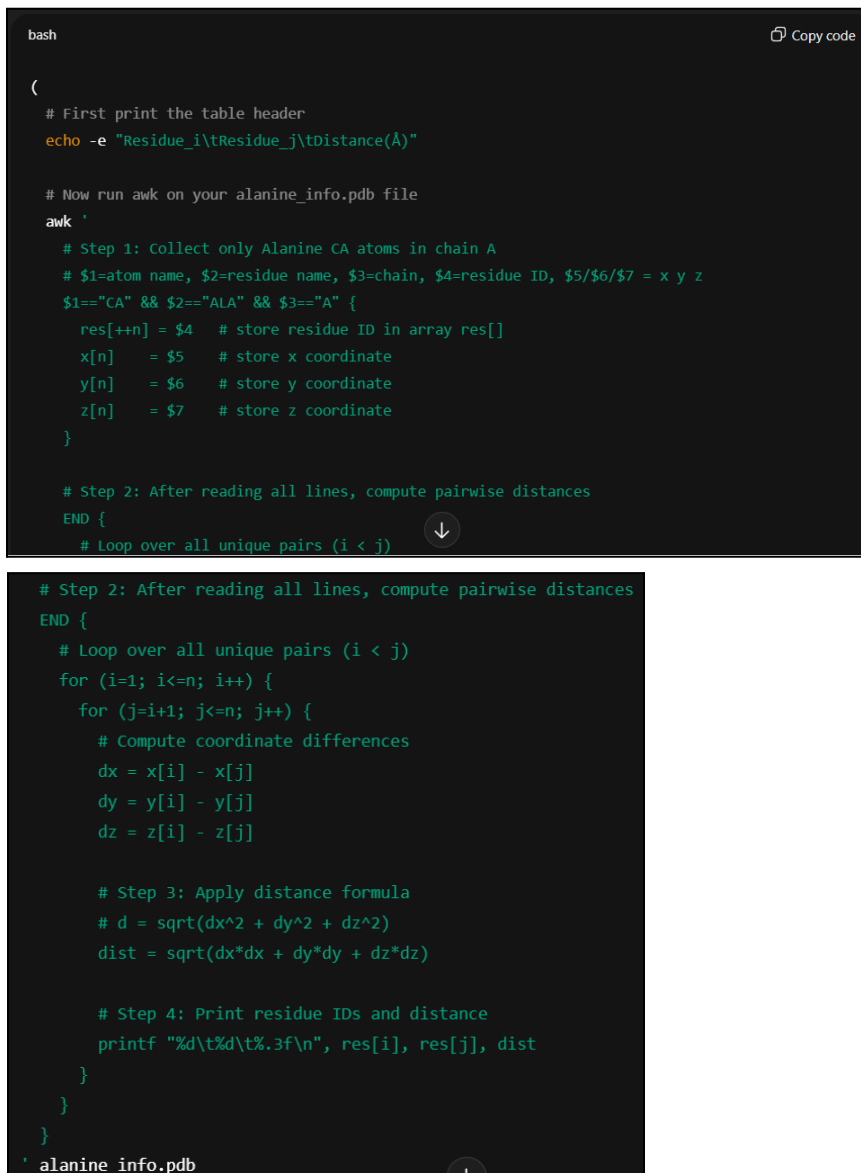 bash
Copy code
(
# First print the table header
echo -e "Residue_i\tResidue_j\tDistance(Å)"
# Now run awk on your alanine_info.pdb file
awk '
# Step 1: Collect only Alanine CA atoms in chain A
# $1=atom name, $2=residue name, $3=chain, $4=residue ID, $5/$6/$7 = x y z
$1=="CA" && $2=="ALA" && $3=="A" {
res[++n] = $4   # store residue ID in array res[]
x[n]    = $5    # store x coordinate
y[n]    = $6    # store y coordinate
z[n]    = $7    # store z coordinate
}
# Step 2: After reading all lines, compute pairwise distances
END {
# Loop over all unique pairs (i < j)
# Step 2: After reading all lines, compute pairwise distances
END {
# Loop over all unique pairs (i < j)
for (i=1; i<=n; i++) {
for (j=i+1; j<=n; j++) {
# Compute coordinate differences
dx = x[i] - x[j]
dy = y[i] - y[j]
dz = z[i] - z[j]
# Step 3: Apply distance formula
# d = sqrt(dx^2 + dy^2 + dz^2)
dist = sqrt(dx*dx + dy*dy + dz*dz)
# Step 4: Print residue IDs and distance
printf "%d\t%d\t%.3f\n", res[i], res[j], dist
}
}
}
' alanine_info.pdb